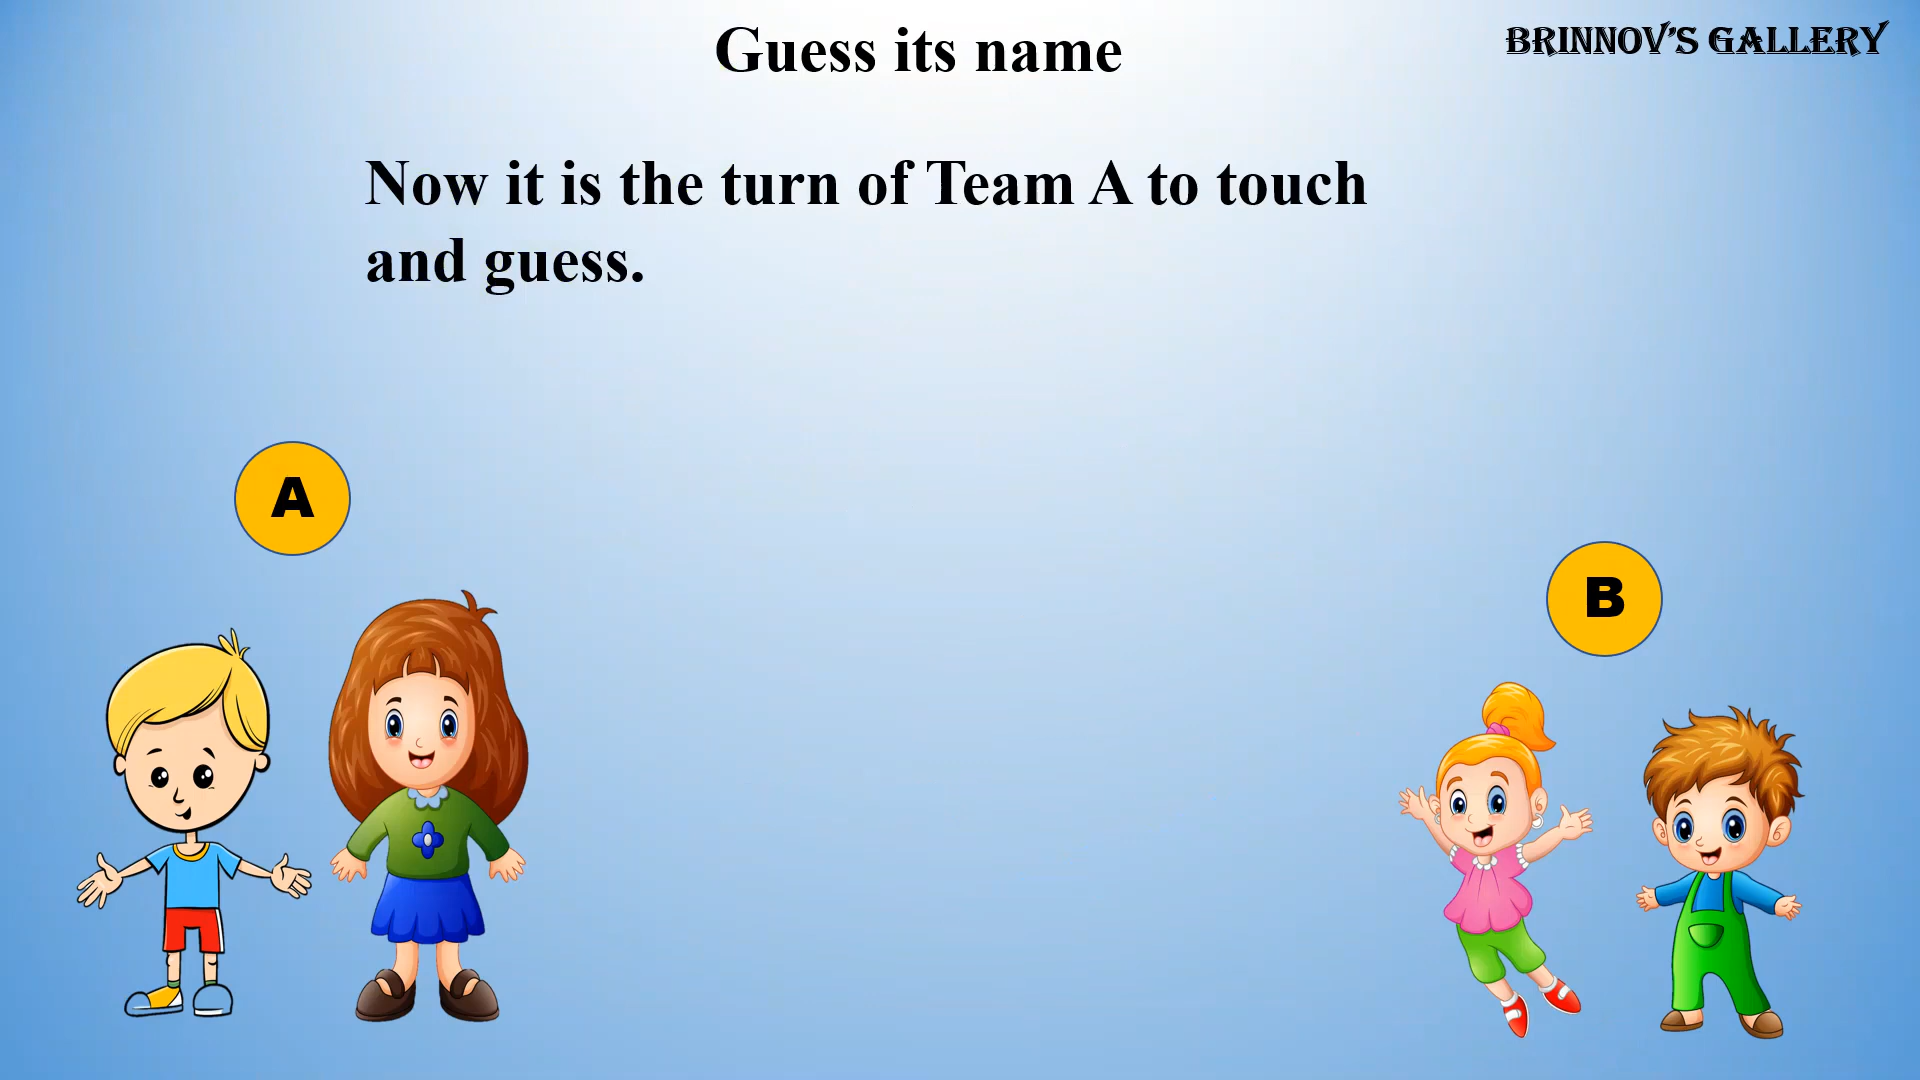 Guess its name
BRINNOV'S GALLERY
Now it is the turn of Team A to touch
and guess.
A
B